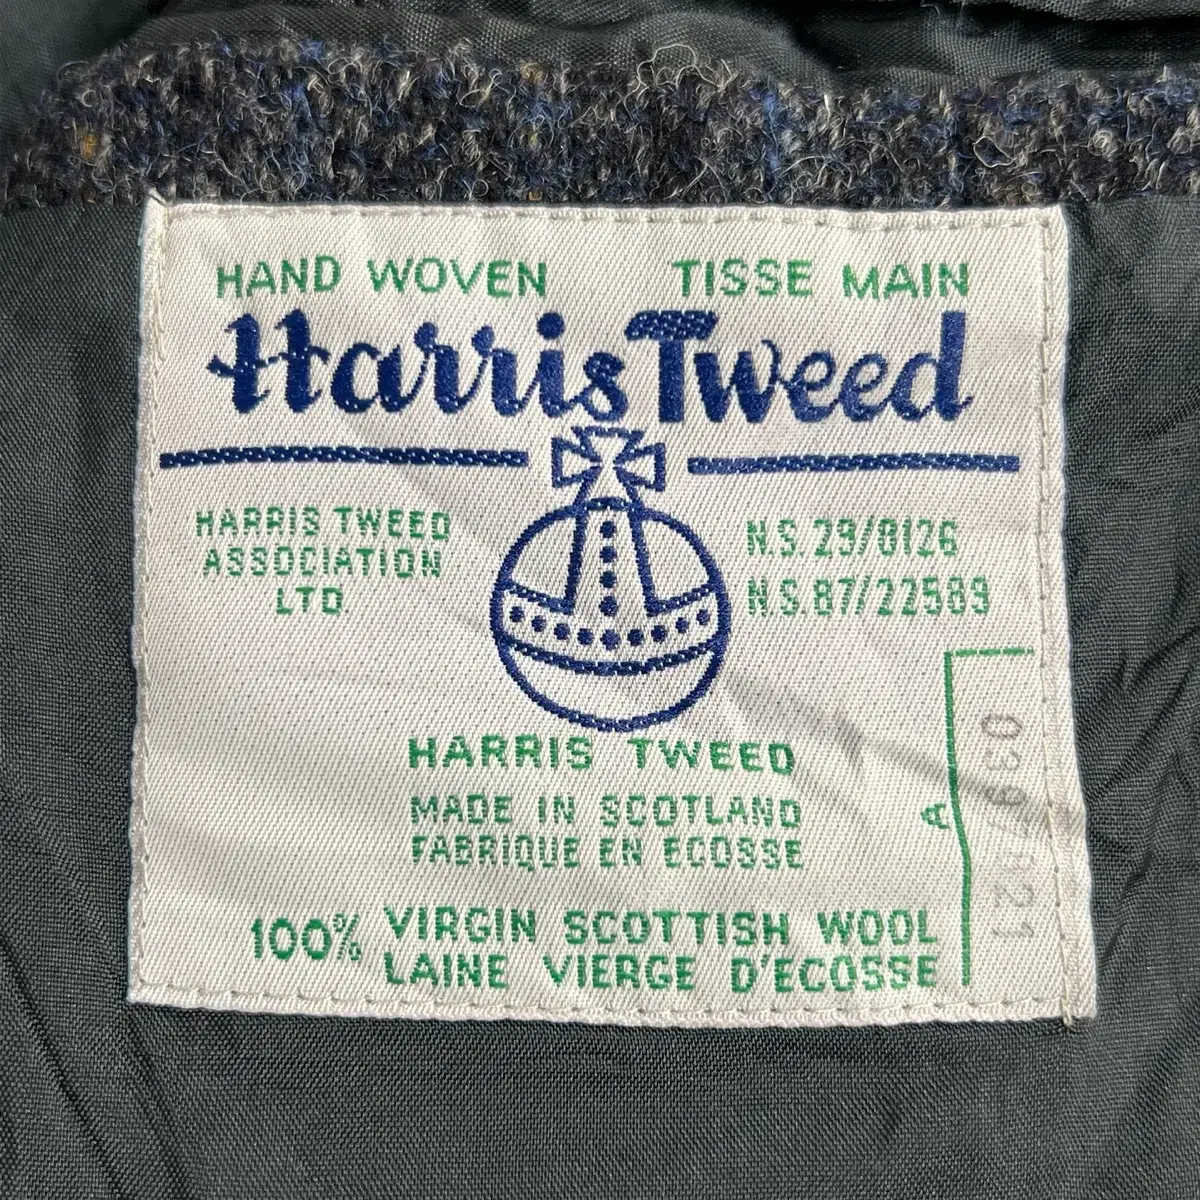 HAND WOVEN TISSE MAIN
Harris Tweed
HARRIS TWEED
ASSOCIATION
LTD.
N.S. 29/8126
N.S. 87/22589
HARRIS TWEED
MADE IN SCOTLAND
FABRIQUE EN ECOSSE
100% VIRGIN SCOTTISH WOOL
LAINE VIERGE D'ECOSSE
A